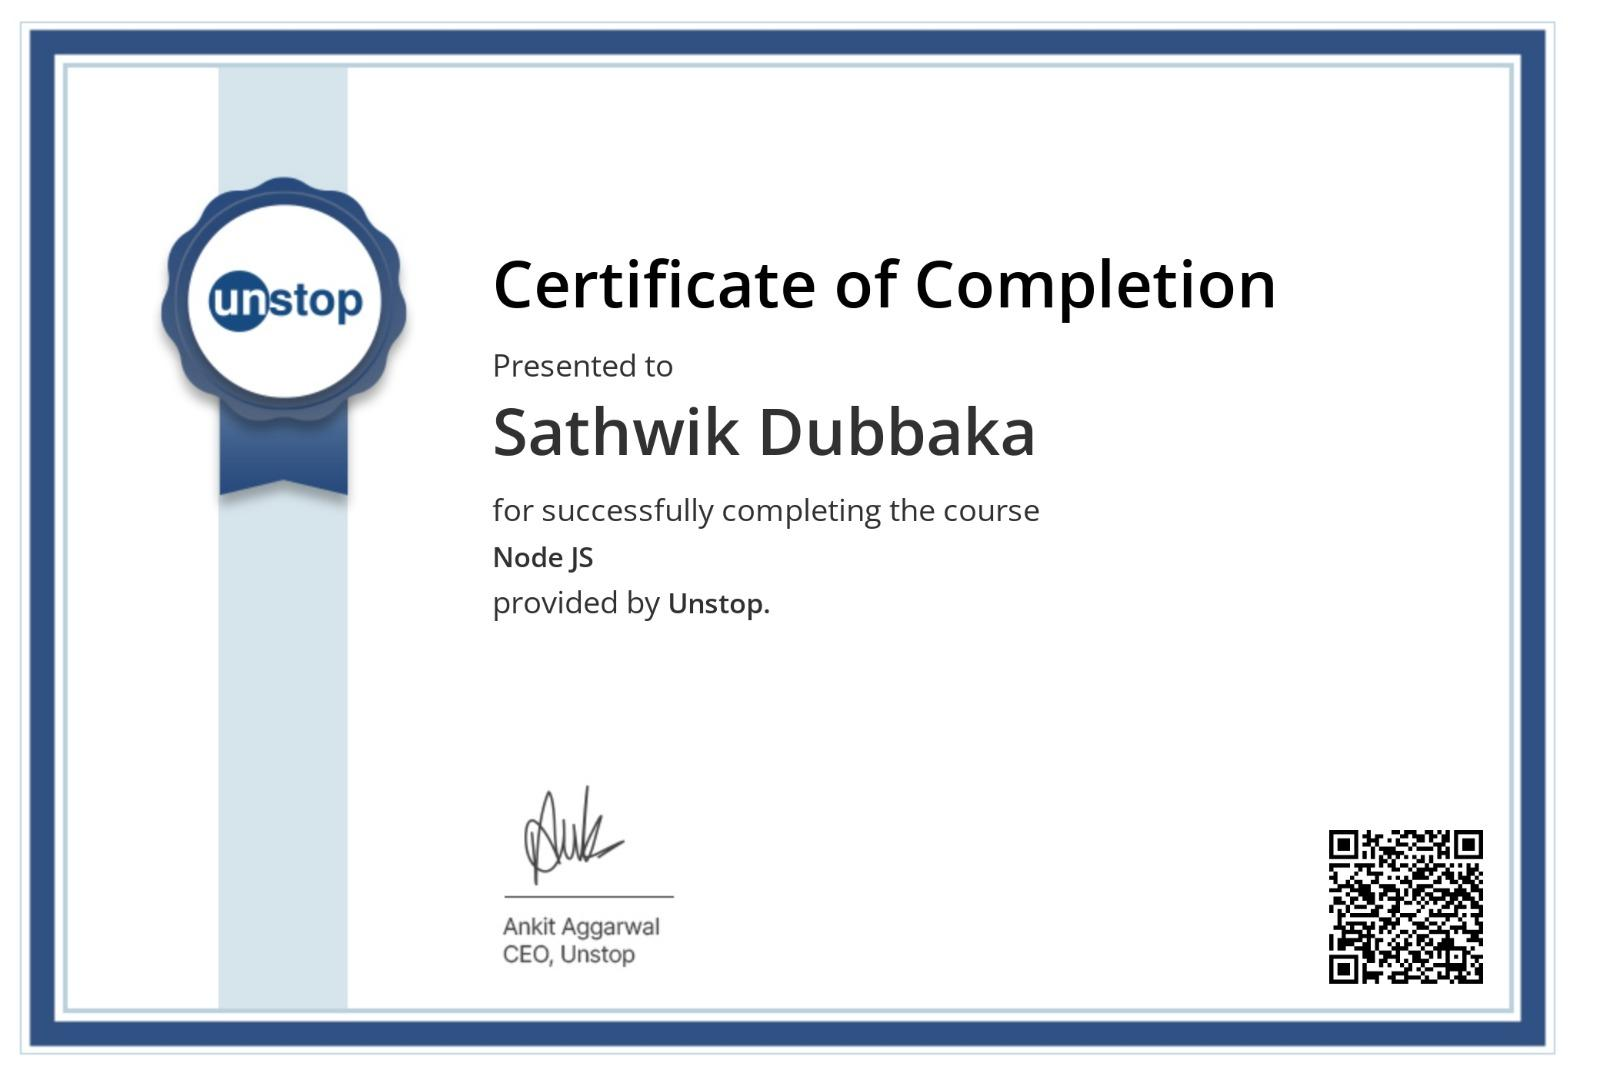 unstop
Certificate of Completion
Presented to
Sathwik Dubbaka
for successfully completing the course
Node JS
provided by Unstop.
Ankit Aggarwal
CEO, Unstop